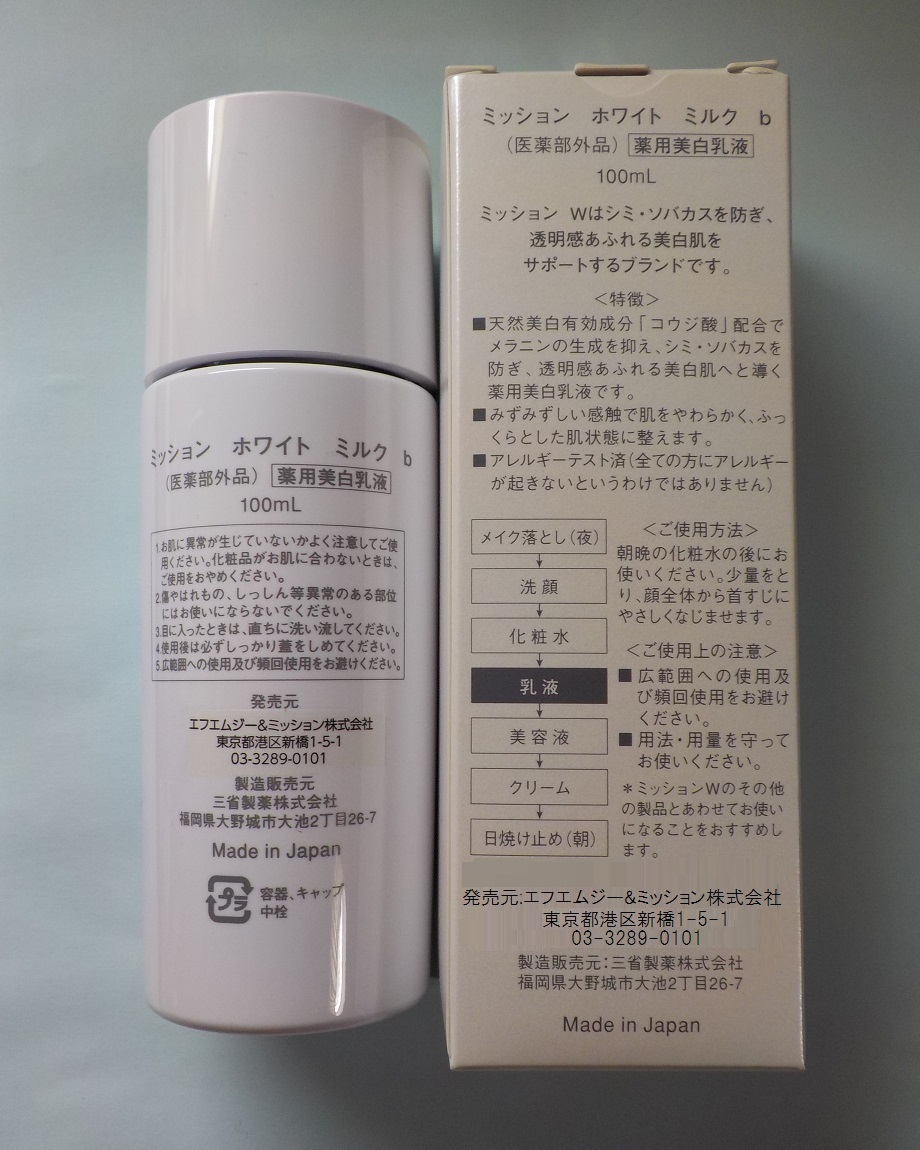 ミッション ホワイト ミルク b
(医薬部外品) 薬用美白乳液
100mL
1.お肌に異常が生じていないかよく注意してご使
用ください。化粧品がお肌に合わないときは、
ご使用をおやめください。
2.傷やはれもの、しっしん等異常のある部位
にはお使いにならないでください。
3.目に入ったときは、直ちに洗い流してください。
4.使用後は必ずしっかり蓋をしめてください。
5.広範囲への使用及び頻回使用をお避けください。
発売元
エフエムジー&ミッション株式会社
東京都港区新橋1-5-1
03-3289-0101
製造販売元
三省製薬株式会社
福岡県大野城市大池2丁目26-7
Made in Japan
プラ
容器、キャップ
中栓
ミッション ホワイト ミルク b
(医薬部外品) 薬用美白乳液
100mL
ミッション Wはシミ・ソバカスを防ぎ、
透明感あふれる美白肌を
サポートするブランドです。
＜特徴＞
■天然美白有効成分「コウジ酸」配合で
メラニンの生成を抑え、シミ・ソバカスを
防ぎ、透明感あふれる美白肌へと導く
薬用美白乳液です。
■みずみずしい感触で肌をやわらかく、ふっ
くらとした肌状態に整えます。
■アレルギーテスト済(全ての方にアレルギー
が起きないというわけではありません)
メイク落とし(夜)
洗顔
化粧水
乳液
美容液
クリーム
日焼け止め(朝)
＜ご使用方法＞
朝晩の化粧水の後にお
使いください。少量をと
り、顔全体から首すじに
やさしくなじませます。
＜ご使用上の注意＞
■広範囲への使用及
び頻回使用をお避け
ください。
■用法・用量を守って
お使いください。
＊ミッションWのその他
の製品とあわせてお使い
になることをおすすめし
ます。
発売元:エフエムジー&ミッション株式会社
東京都港区新橋1-5-1
03-3289-0101
製造販売元:三省製薬株式会社
福岡県大野城市大池2丁目26-7
Made in Japan